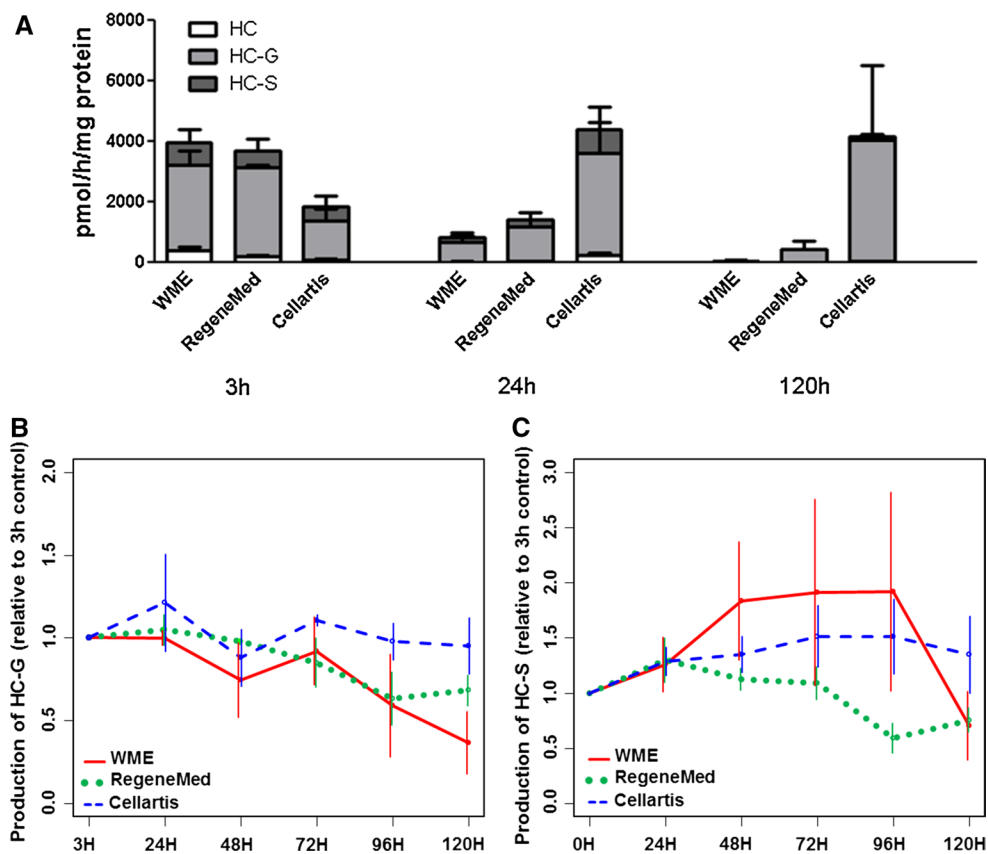 A
pmol/h/mg protein
8000
6000
4000
2000
0
HC
HC-G
HC-S
WME
RegeneMed
Cellartis
WME
RegeneMed
Cellartis
WME
RegeneMed
Cellartis
3h
24h
120h
B
Production of HC-G (relative to 3h control)
2.0
1.5
1.0
0.5
0.0
WME
RegeneMed
Cellartis
3H
24H
48H
72H
96H
120H
C
Production of HC-S (relative to 3h control)
3.0
2.5
2.0
1.5
1.0
0.5
0.0
WME
RegeneMed
Cellartis
0H
24H
48H
72H
96H
120H